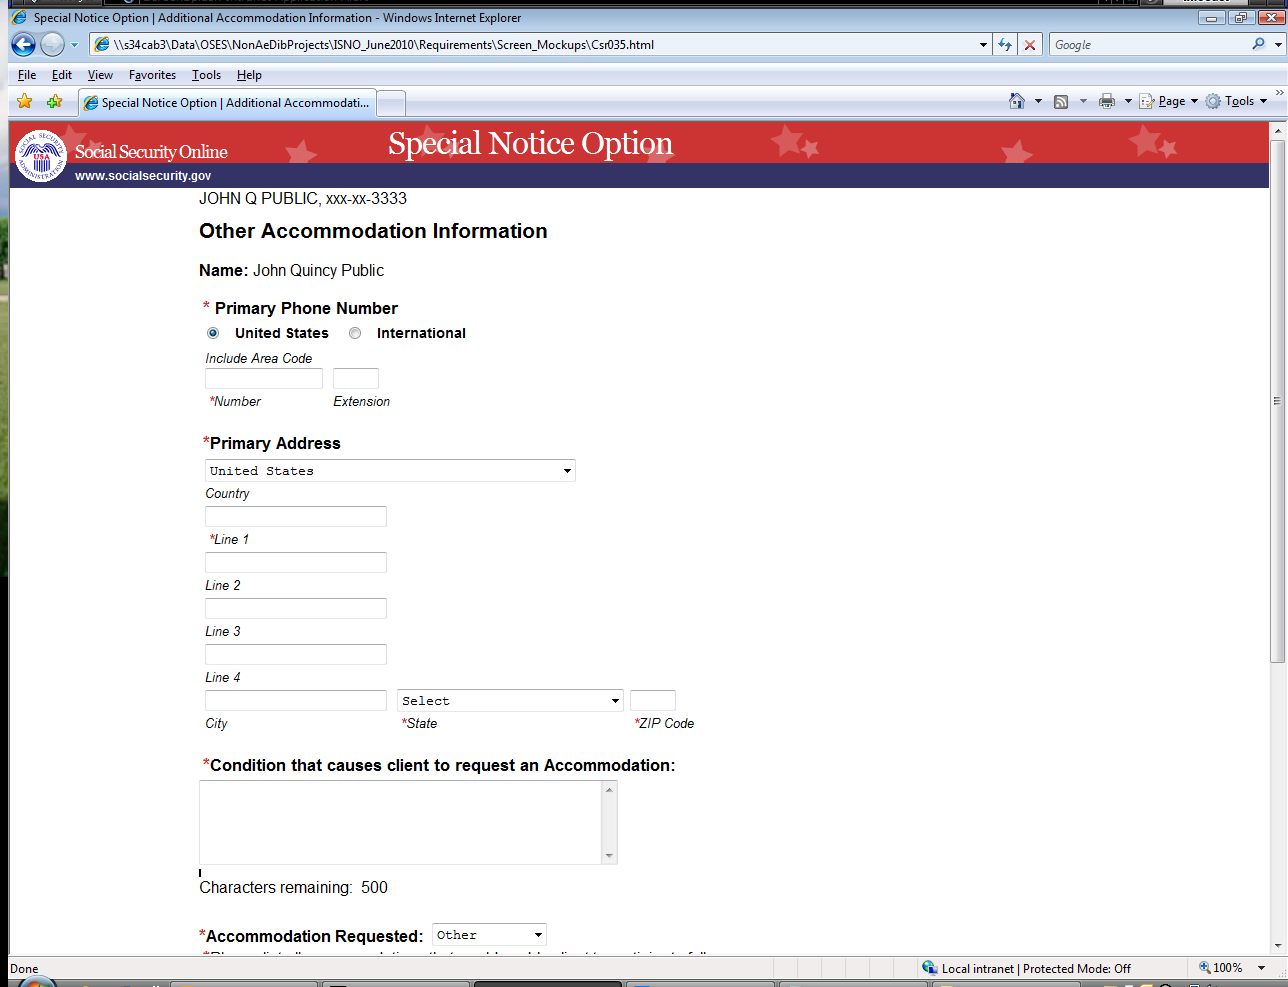 Special Notice Option | Additional Accommodation Information - Windows Internet Explorer
\\s34cab3\Data\OSES\NonAeDibProjects\ISNO_June2010\Requirements\Screen_Mockups\Csr035.html
Google
File Edit View Favorites Tools Help
Special Notice Option | Additional Accommodati...
Page Tools
SOCIAL SECURITY ADMINISTRATION
USA
Social Security Online
Special Notice Option
www.socialsecurity.gov
JOHN Q PUBLIC, xxx-xx-3333
Other Accommodation Information
Name: John Quincy Public
* Primary Phone Number
United States International
Include Area Code
*Number Extension
*Primary Address
United States
Country
*Line 1
Line 2
Line 3
Line 4
Select
City *State *ZIP Code
*Condition that causes client to request an Accommodation:
Characters remaining: 500
*Accommodation Requested: Other
Done
Local intranet | Protected Mode: Off
100%